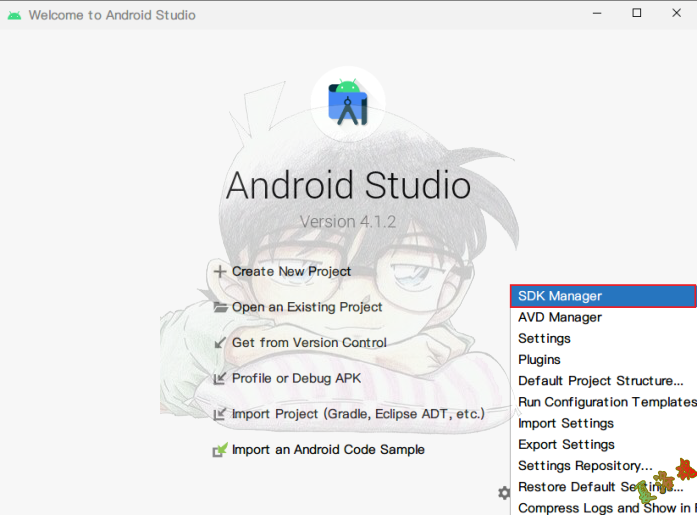 Welcome to Android Studio
Android Studio
Version 4.1.2
Create New Project
Open an Existing Project
Get from Version Control
Profile or Debug APK
Import Project (Gradle, Eclipse ADT, etc.)
Import an Android Code Sample
SDK Manager
AVD Manager
Settings
Plugins
Default Project Structure...
Run Configuration Templates
Import Settings
Export Settings
Settings Repository...
Restore Default Settings...
Compress Logs and Show in